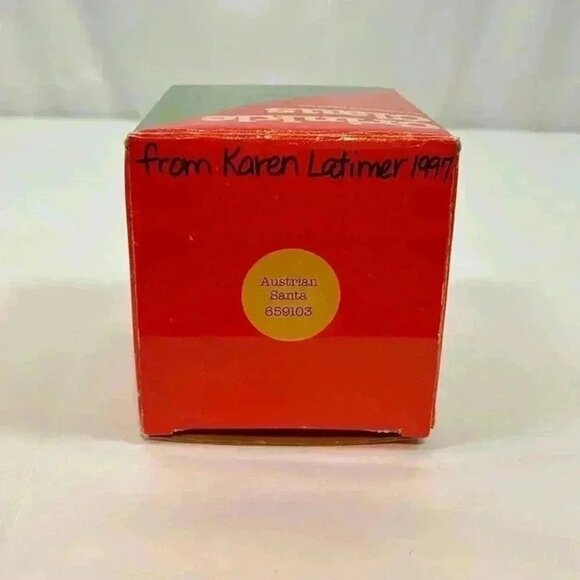 from Karen Latimer 1997
Austrian
Santa
659103